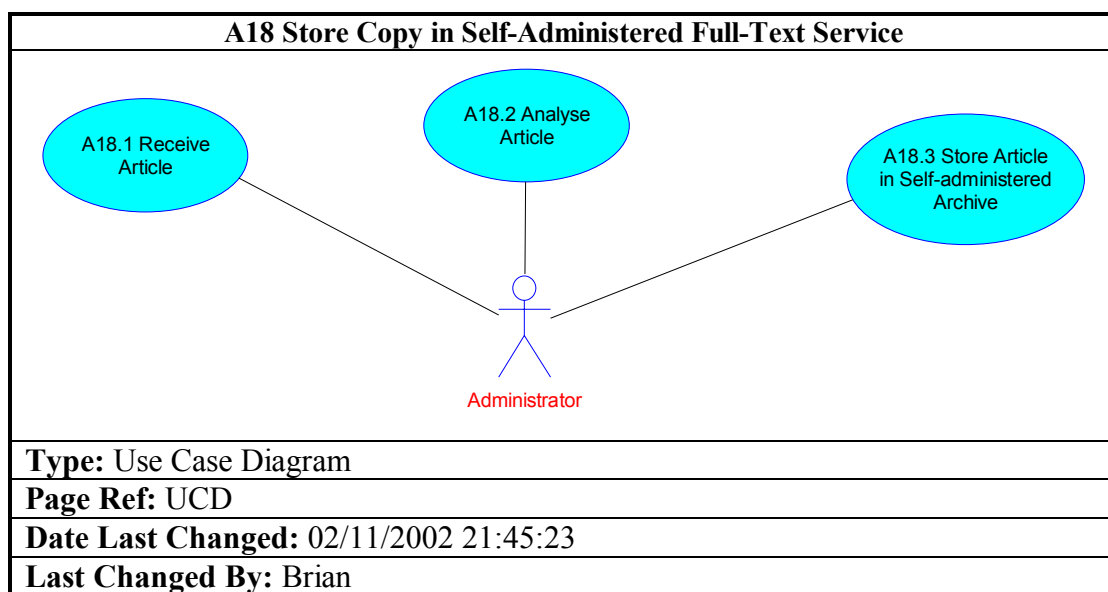 A18 Store Copy in Self-Administered Full-Text Service
A18.1 Receive
Article
A18.2 Analyse
Article
A18.3 Store Article
in Self-administered
Archive
Administrator
Type: Use Case Diagram
Page Ref: UCD
Date Last Changed: 02/11/2002 21:45:23
Last Changed By: Brian